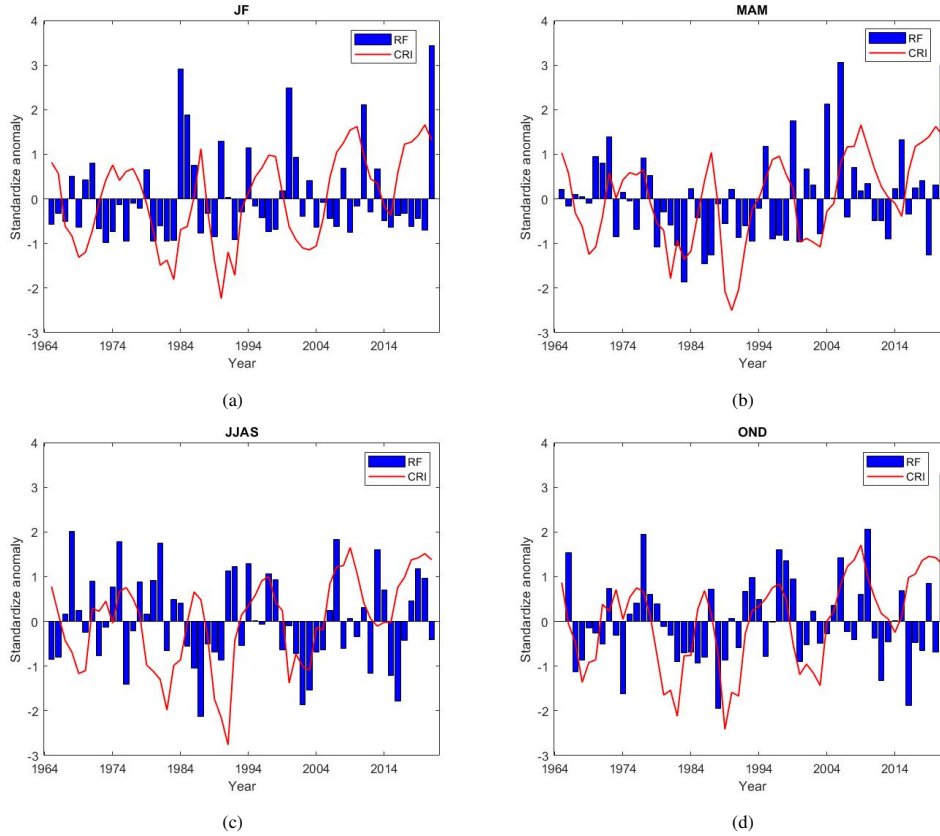 JF
4
3
2
1
0
-1
-2
-3
Standardize anomaly
RF
CRI
1964 1974 1984 1994 2004 2014
Year
(a)
MAM
4
3
2
1
0
-1
-2
-3
Standardize anomaly
RF
CRI
1964 1974 1984 1994 2004 2014
Year
(b)
JJAS
4
3
2
1
0
-1
-2
-3
Standardize anomaly
RF
CRI
1964 1974 1984 1994 2004 2014
Year
(c)
OND
4
3
2
1
0
-1
-2
-3
Standardize anomaly
RF
CRI
1964 1974 1984 1994 2004 2014
Year
(d)